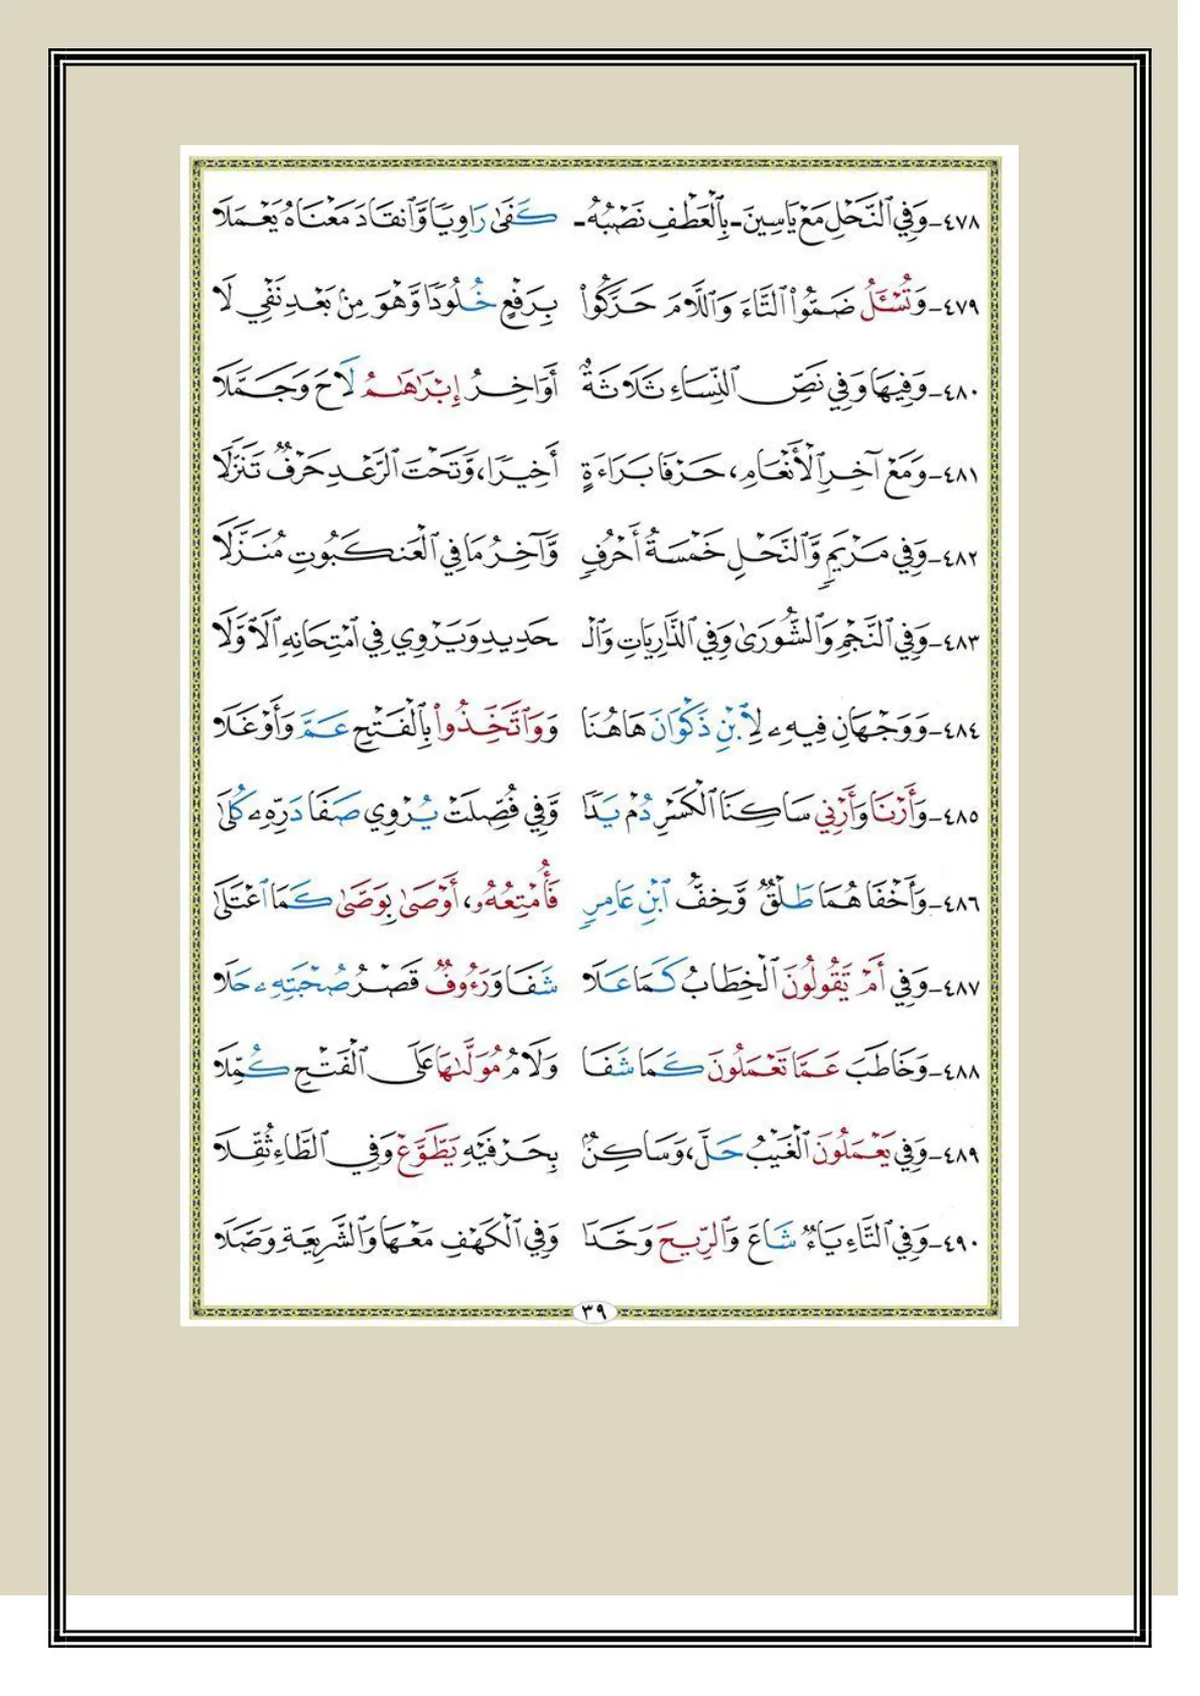 ٤٧٨- وَفِي ٱلنَّحْلِ مَعْ يَاسِينَ - بِٱلْعَطْفِ نَصْبُهُ - كَفَىٰ رَاوِيًا وَٱنقَادَ مَعْنَاهُ يَعْمَلَا
٤٧٩- وَتُسْـَٔلُ ضَمُّوا۟ ٱلتَّاءَ وَٱللَّامَ حَرَّكُوا۟ بِرَفْعٍ خُلُودًا وَّهْوَ مِنۢ بَعْدِ نَفْيِ لَا
٤٨٠- وَفِيهَا وَفِي نَصِّ ٱلنِّسَاءِ ثَلَاثَةٌ أَوَاخِرُ إِبْرَاهَامُ لَاحَ وَجَمَّلَا
٤٨١- وَمَعْ آخِرِ ٱلْأَنْعَامِ، حَرْفَا بَرَاءَةٍ أَخِيرًا، وَتَحْتَ ٱلرَّعْدِ حَرْفٌ تَنَزَّلَا
٤٨٢- وَفِي مَرْيَمٍ وَّٱلنَّحْلِ خَمْسَةُ أَحْرُفٍ وَّآخِرُ مَا فِي ٱلْعَنكَبُوتِ مُنَزَّلَا
٤٨٣- وَفِي ٱلنَّجْمِ وَٱلشُّورَىٰ وَفِي ٱلذَّارِيَاتِ وَٱلْـ ـحَدِيدِ وَيَرْوِي فِي ٱمْتِحَانِهِ ٱلَاوَّلَا
٤٨٤- وَوَجْهَانِ فِيهِۦ لِٱبْنِ ذَكْوَانَ هَاهُنَا وَوَٱتَّخَذُوا۟ بِٱلْفَتْحِ عَمَّ وَأَوْغَلَا
٤٨٥- وَأَرْنَا وَأَرْنِي سَاكِنَا ٱلْكَسْرِ دُمْ يَدًا وَّفِي فُصِّلَتْ يُرْوِي صَفَا دَرِّهِۦ كُلَىٰ
٤٨٦- وَأَخْفَاهُمَا طَلْقٌ وَّخِفُّ ٱبْنِ عَامِرٍ فَأُمْتِعُهُۥ، أَوْصَىٰ بِوَصَّىٰ كَمَا ٱعْتَلَىٰ
٤٨٧- وَفِي أَمْ يَقُولُونَ ٱلْخِطَابُ كَمَا عَلَا شَفَا وَرَءُوفٌ قَصْرُ صُحْبَتِهِۦ حَلَا
٤٨٨- وَخَاطَبَ عَمَّا تَعْمَلُونَ كَمَا شَفَا وَلَامُ مُوَلَّىٰهَا عَلَى ٱلْفَتْحِ كُمِّلَا
٤٨٩- وَفِي يَعْمَلُونَ ٱلْغَيْبُ حَلَّ، وَسَاكِنٌۢ بِحَرْفَيْهِ يَطَّوَّعْ وَفِي ٱلطَّاءِ ثُقِّلَا
٤٩٠- وَفِي ٱلتَّاءِ يَاءٌ شَاعَ وَٱلرِّيحَ وَحَّدَا وَفِي ٱلْكَهْفِ مَعْهَا وَٱلشَّرِيعَةِ وَصَّلَا
٣٩